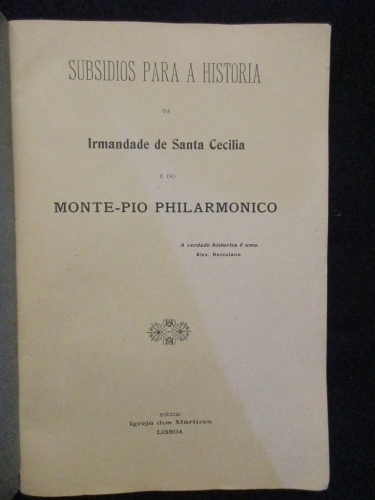 SUBSIDIOS PARA A HISTORIA
DA
Irmandade de Santa Cecilia
E DO
MONTE-PIO PHILARMONICO
A verdade historica é uma.
Alex. Herculano
SÉDE
Igreja dos Martires
LISBOA